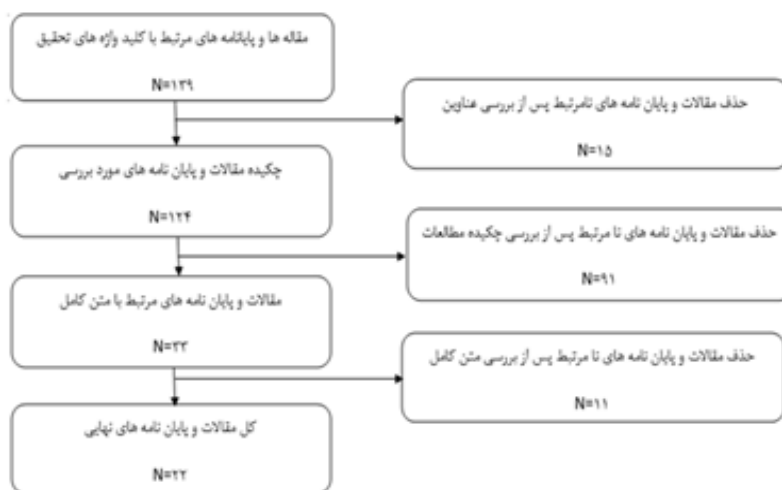 مقاله ها و پایانامه های مرتبط با کلید واژه های تحقیق
N=۱۳۹
حذف مقالات و پایان نامه های نامرتبط پس از بررسی عناوین
N=۱۵
چکیده مقالات و پایان نامه های مورد بررسی
N=۱۲۴
حذف مقالات و پایان نامه های نا مرتبط پس از بررسی چکیده مطالعات
N=۹۱
مقالات و پایان نامه های مرتبط با متن کامل
N=۳۳
حذف مقالات و پایان نامه های نا مرتبط پس از بررسی متن کامل
N=۱۱
کل مقالات و پایان نامه های نهایی
N=۲۲